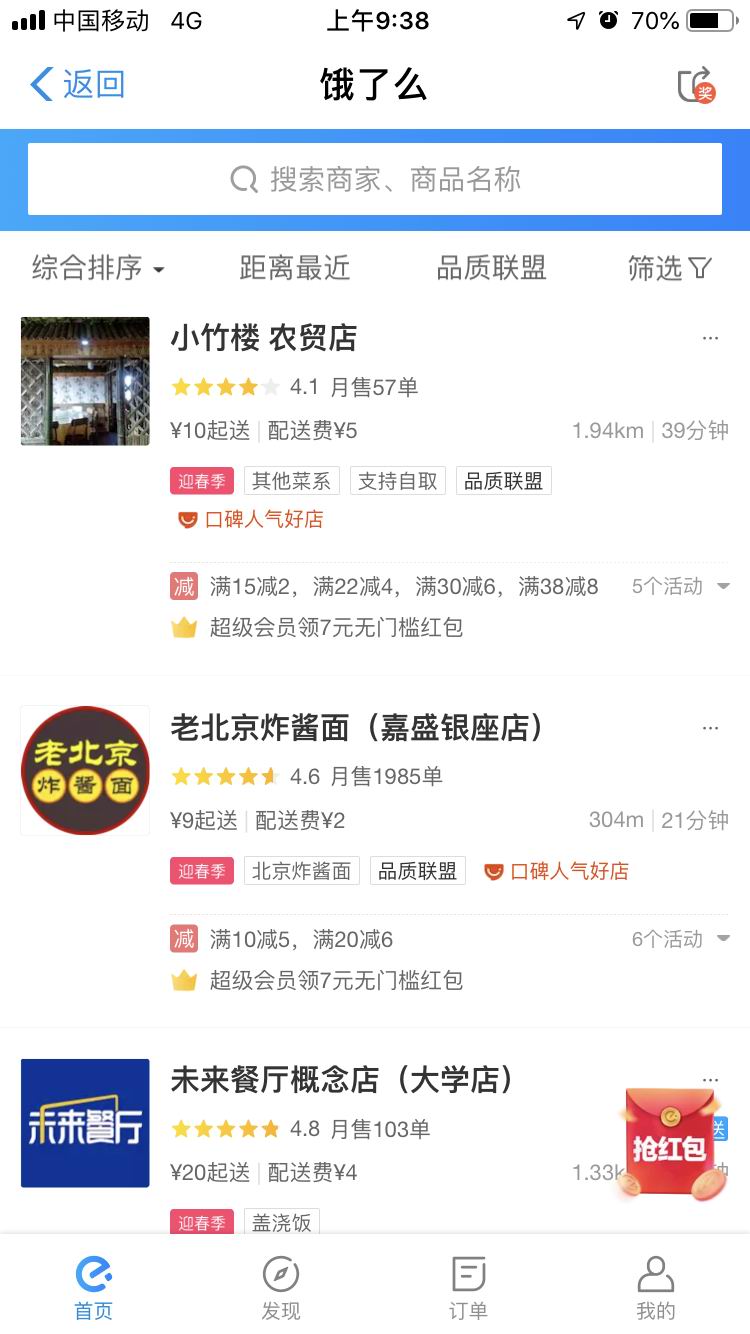 中国移动 4G 上午9:38 70%
返回 饿了么 奖
搜索商家、商品名称
综合排序 距离最近 品质联盟 筛选
小竹楼 农贸店 ...
4.1 月售57单
¥10起送 配送费¥5 1.94km 39分钟
迎春季 其他菜系 支持自取 品质联盟
口碑人气好店
减 满15减2，满22减4，满30减6，满38减8 5个活动
超级会员领7元无门槛红包
老北京
炸酱面
老北京炸酱面（嘉盛银座店） ...
4.6 月售1985单
¥9起送 配送费¥2 304m 21分钟
迎春季 北京炸酱面 品质联盟 口碑人气好店
减 满10减5，满20减6 6个活动
超级会员领7元无门槛红包
未来餐厅
未来餐厅概念店（大学店） ...
4.8 月售103单 送
抢红包
¥20起送 配送费¥4 1.33k 钟
迎春季 盖浇饭
首页 发现 订单 我的